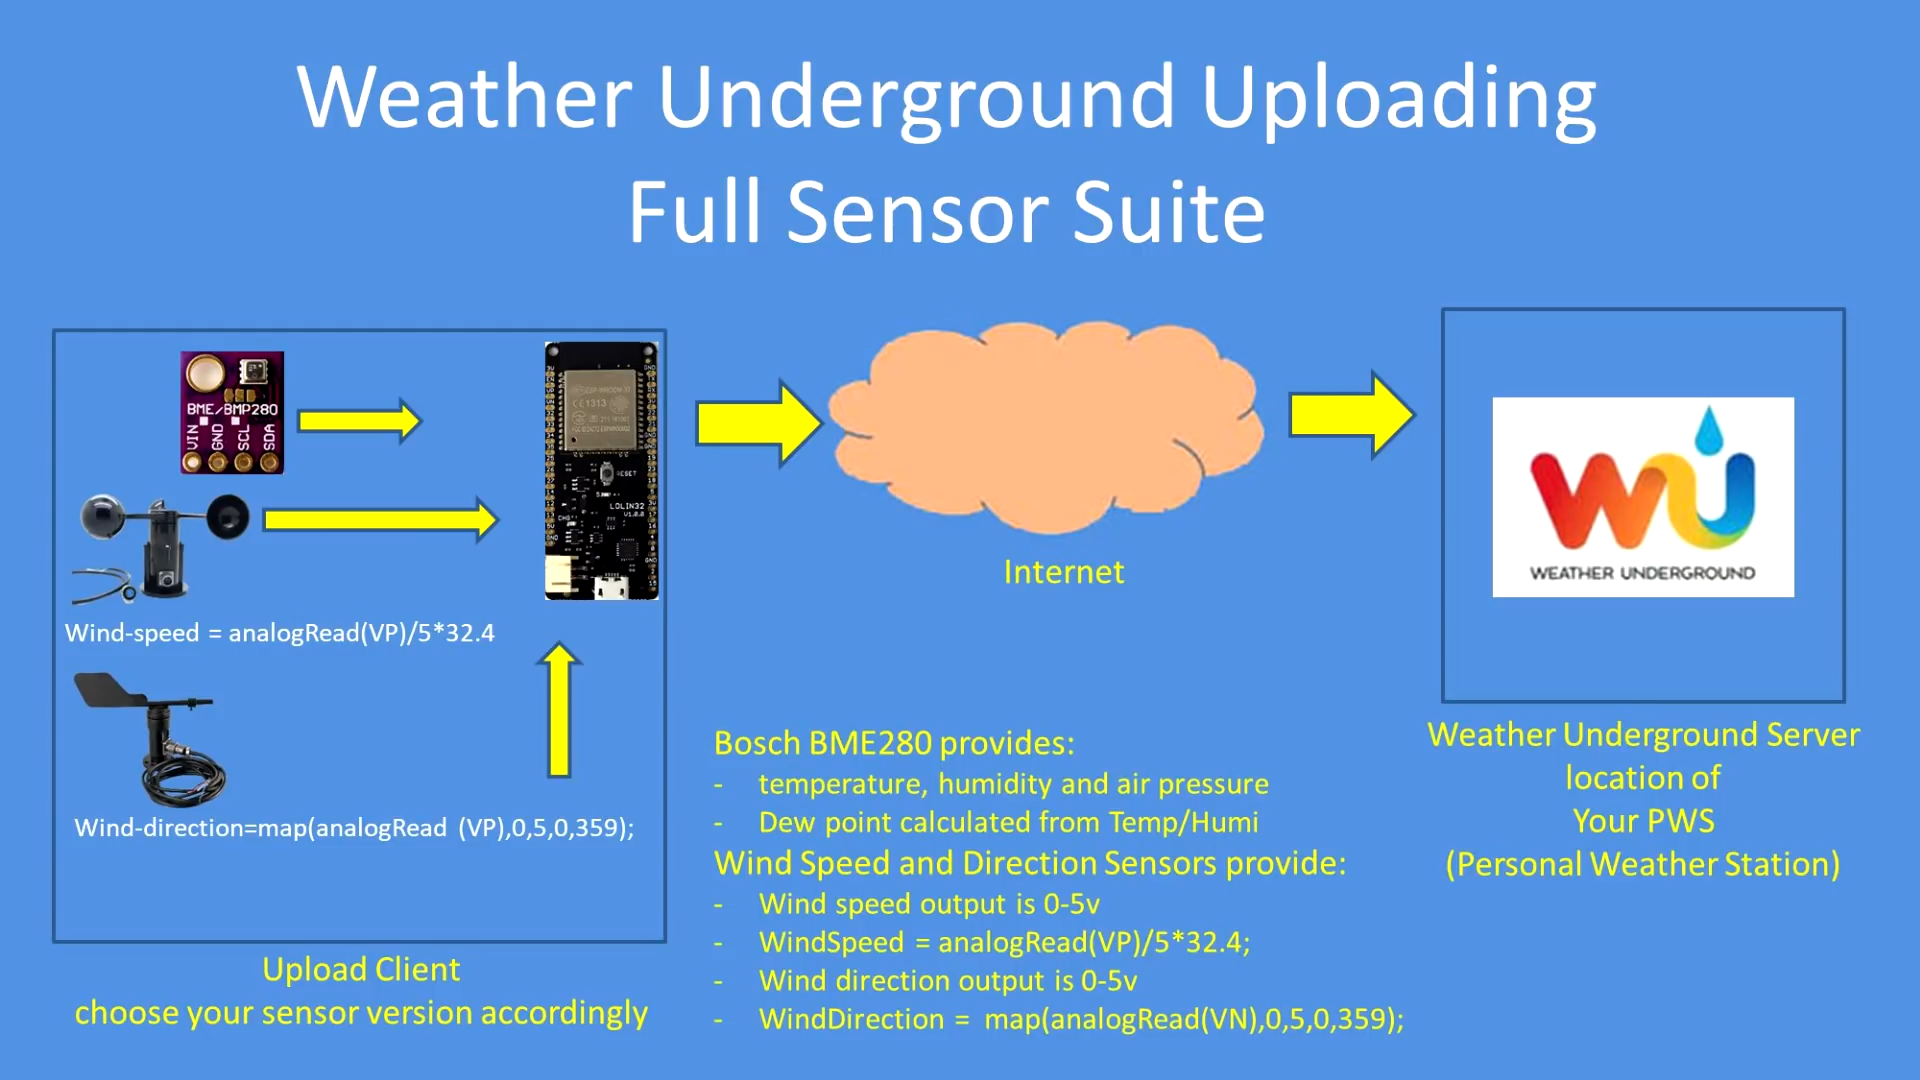 Weather Underground Uploading
Full Sensor Suite
BME/BMP280
VIN
GND
SCL
SDA
RESET
LOLIN32
V1.0.0
Wind-speed = analogRead(VP)/5*32.4
Wind-direction=map(analogRead (VP),0,5,0,359);
Upload Client
choose your sensor version accordingly
Internet
Bosch BME280 provides:
- temperature, humidity and air pressure
- Dew point calculated from Temp/Humi
Wind Speed and Direction Sensors provide:
- Wind speed output is 0-5v
- WindSpeed = analogRead(VP)/5*32.4;
- Wind direction output is 0-5v
- WindDirection = map(analogRead(VN),0,5,0,359);
WU
WEATHER UNDERGROUND
Weather Underground Server
location of
Your PWS
(Personal Weather Station)